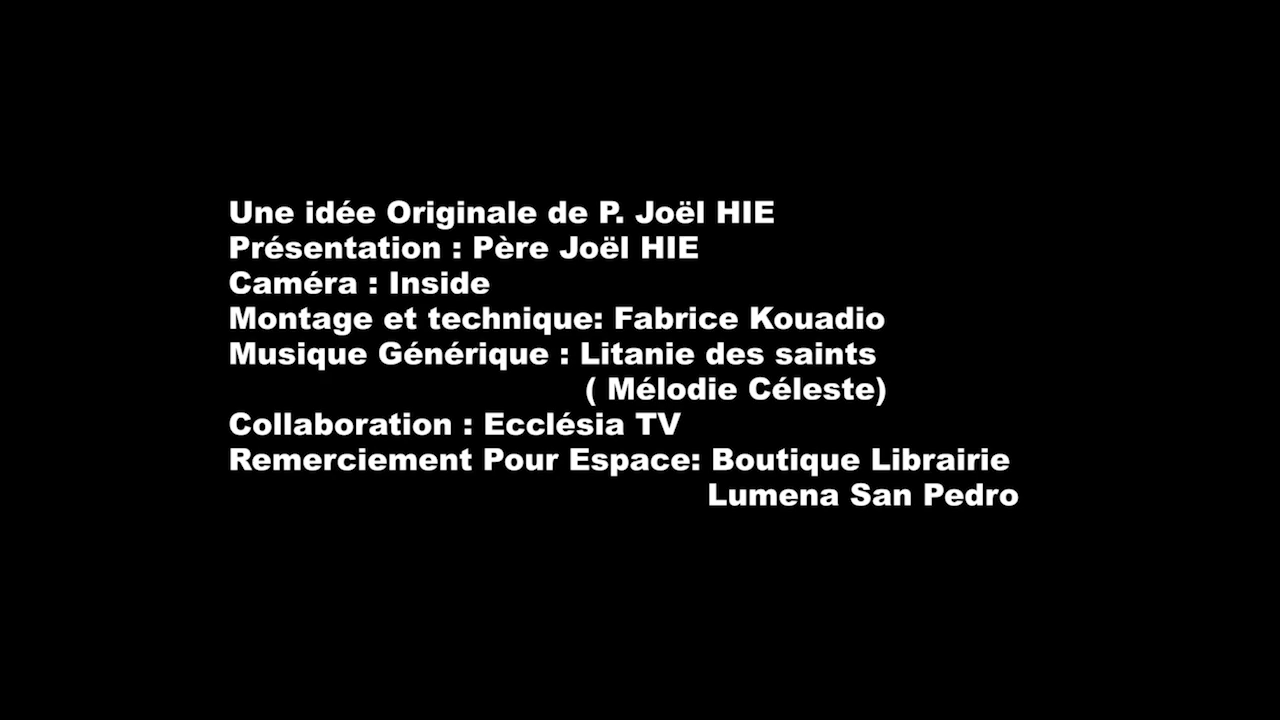 Une idée Originale de P. Joël HIE
Présentation : Père Joël HIE
Caméra : Inside
Montage et technique: Fabrice Kouadio
Musique Générique : Litanie des saints
( Mélodie Céleste)
Collaboration : Ecclésia TV
Remerciement Pour Espace: Boutique Librairie
Lumena San Pedro